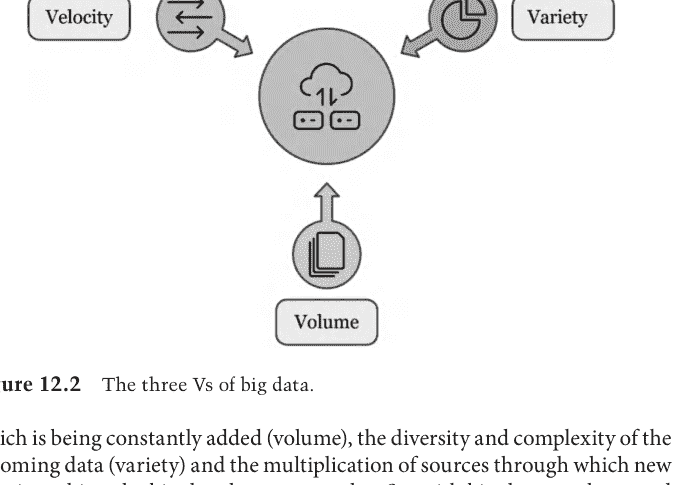 Velocity
Variety
Volume
ure 12.2 The three Vs of big data.
ich is being constantly added (volume), the diversity and complexity of the
oming data (variety) and the multiplication of sources through which new